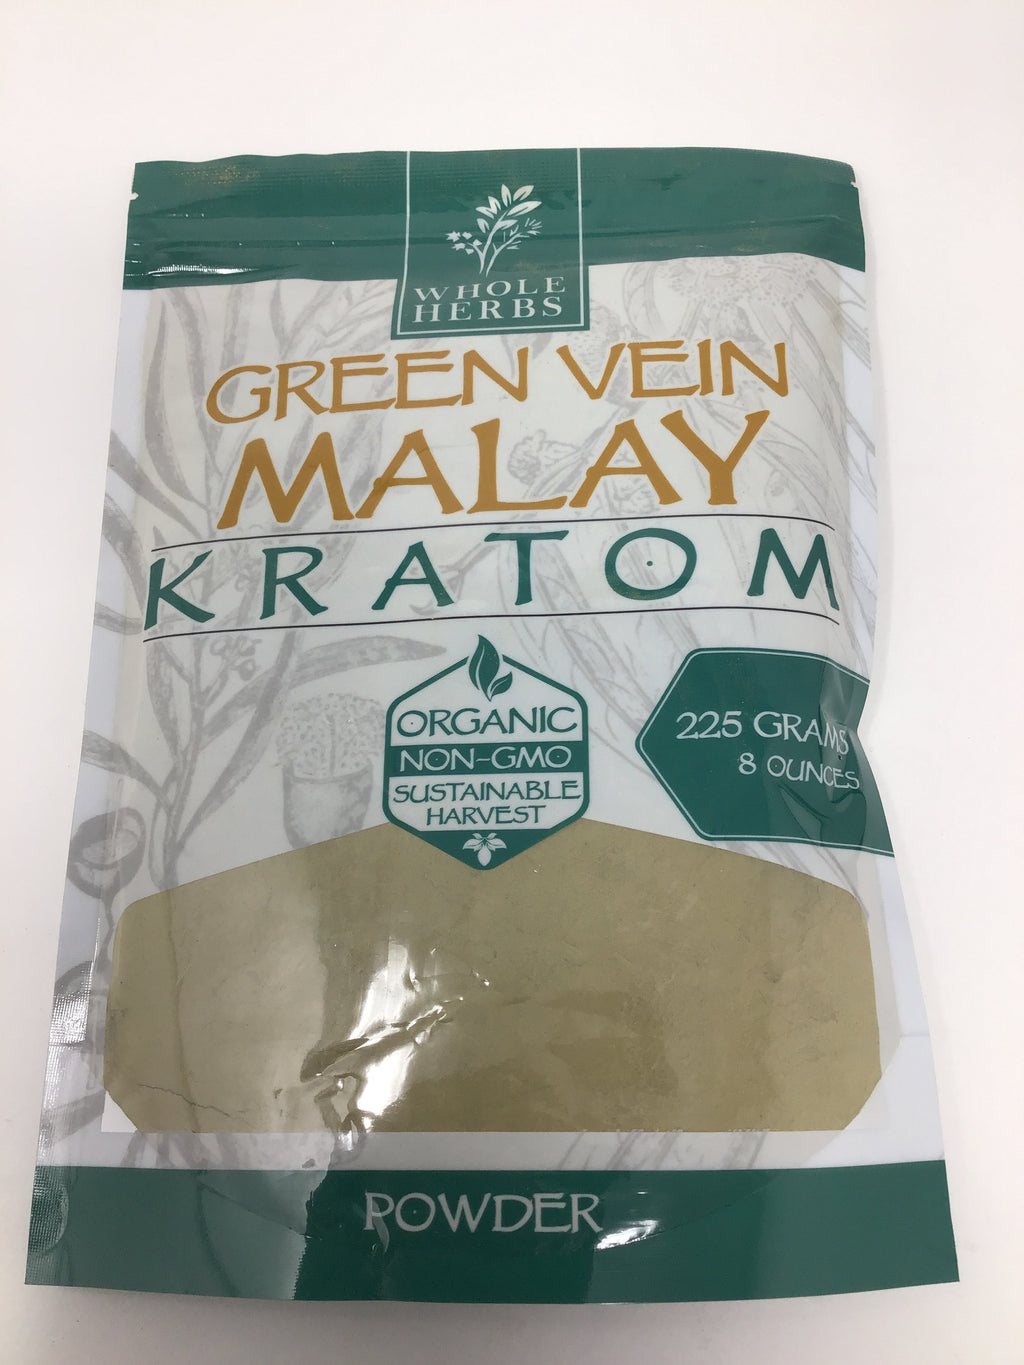 WHOLE
HERBS
GREEN VEIN
MALAY
KRATOM
ORGANIC
NON-GMO
SUSTAINABLE
HARVEST
225 GRAMS
8 OUNCES
POWDER